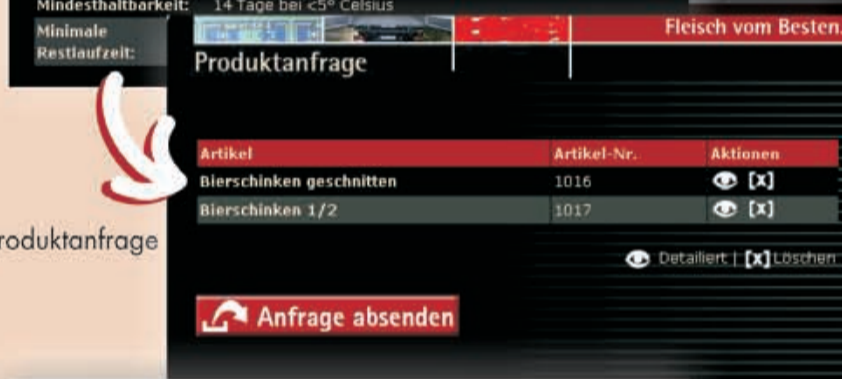 Mindesthaltbarkeit: 14 Tage bei <5° Celsius
Minimale
Restlaufzeit:
Fleisch vom Besten.
Produktanfrage
Artikel Artikel-Nr. Aktionen
Bierschinken geschnitten 1016 [x]
Bierschinken 1/2 1017 [x]
roduktanfrage
Detailiert | [x] Löschen
Anfrage absenden